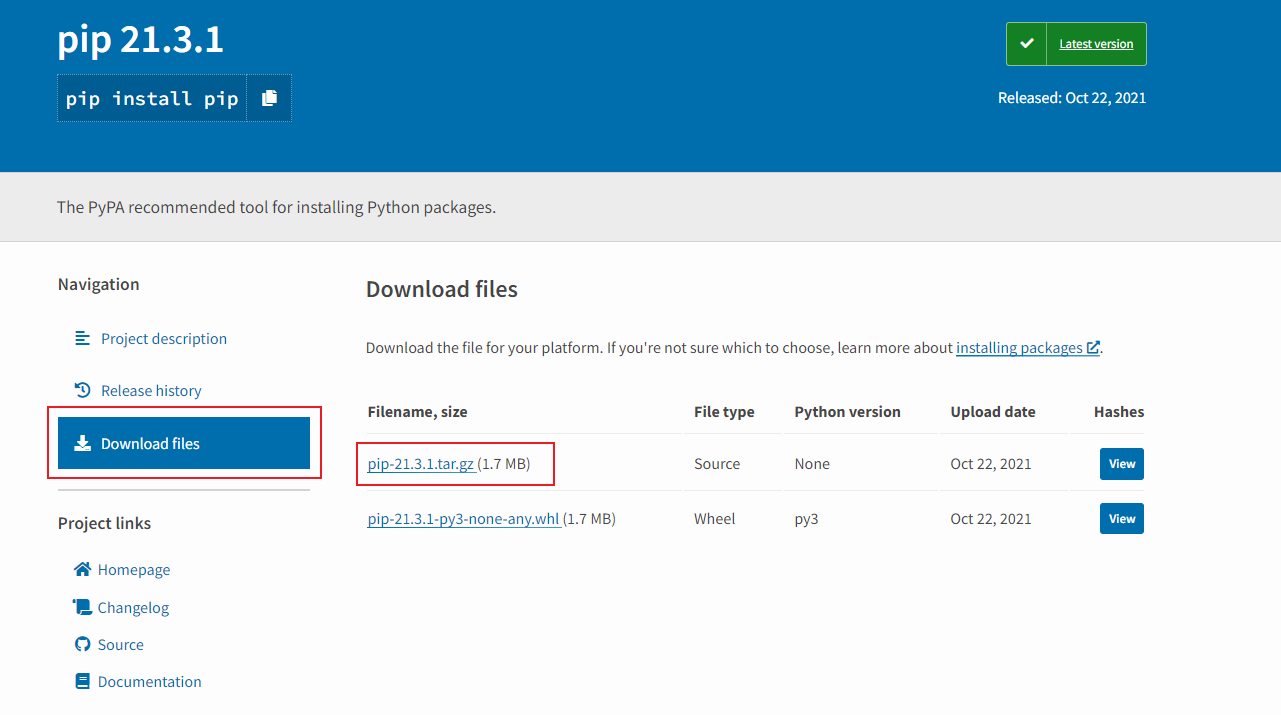 pip 21.3.1
Latest version
pip install pip
Released: Oct 22, 2021
The PyPA recommended tool for installing Python packages.
Navigation
Project description
Release history
Download files
Project links
Homepage
Changelog
Source
Documentation
Download files
Download the file for your platform. If you're not sure which to choose, learn more about installing packages.
Filename, size File type Python version Upload date Hashes
pip-21.3.1.tar.gz (1.7 MB) Source None Oct 22, 2021 View
pip-21.3.1-py3-none-any.whl (1.7 MB) Wheel py3 Oct 22, 2021 View